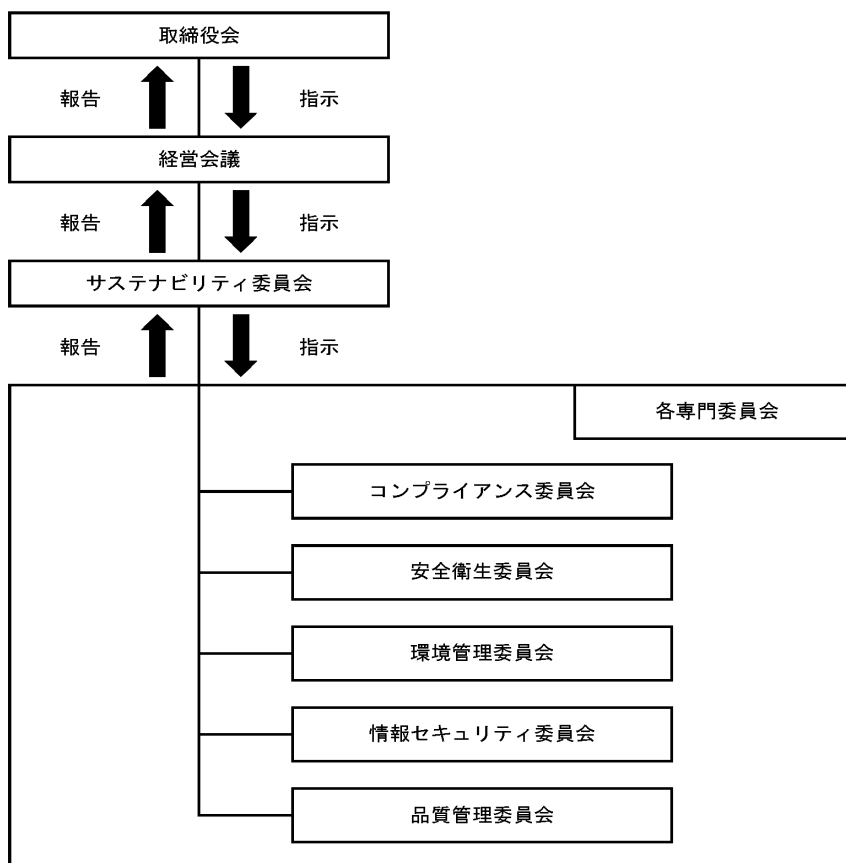 取締役会
報告
指示
経営会議
報告
指示
サステナビリティ委員会
報告
指示
各専門委員会
コンプライアンス委員会
安全衛生委員会
環境管理委員会
情報セキュリティ委員会
品質管理委員会